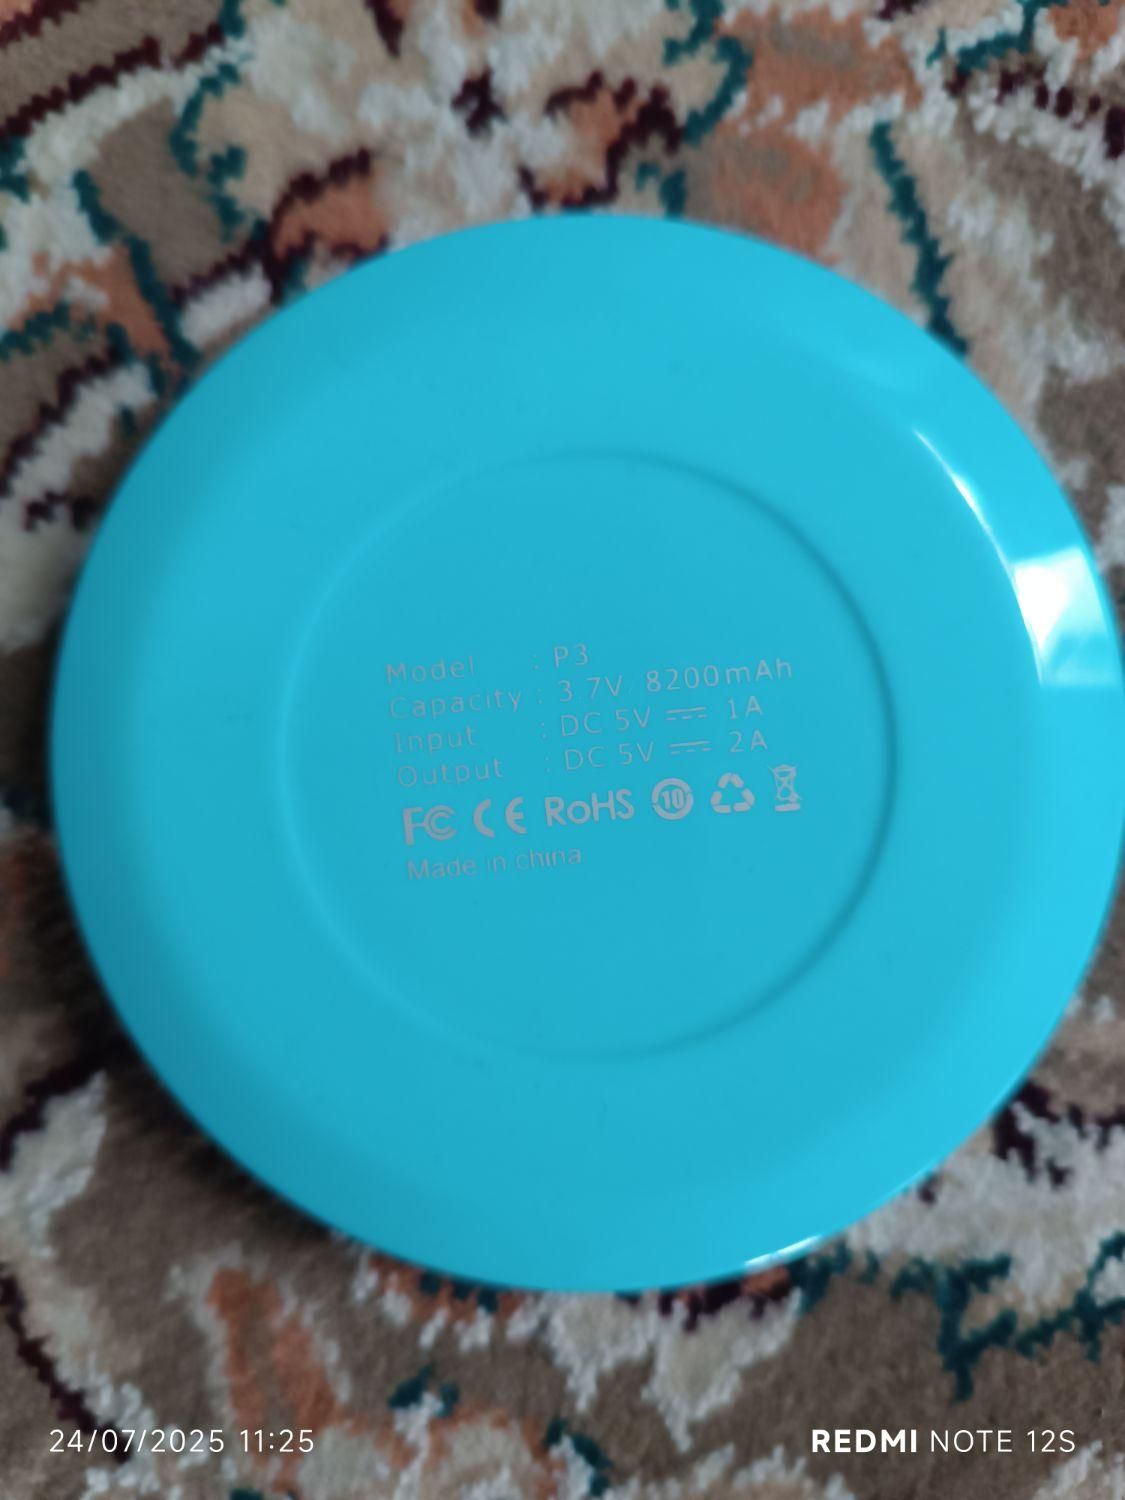 Model : P3
Capacity : 3.7V 8200mAh
Input : DC 5V ⎓ 1A
Output : DC 5V ⎓ 2A
FC CE RoHS 10
Made in china
24/07/2025 11:25
REDMI NOTE 12S